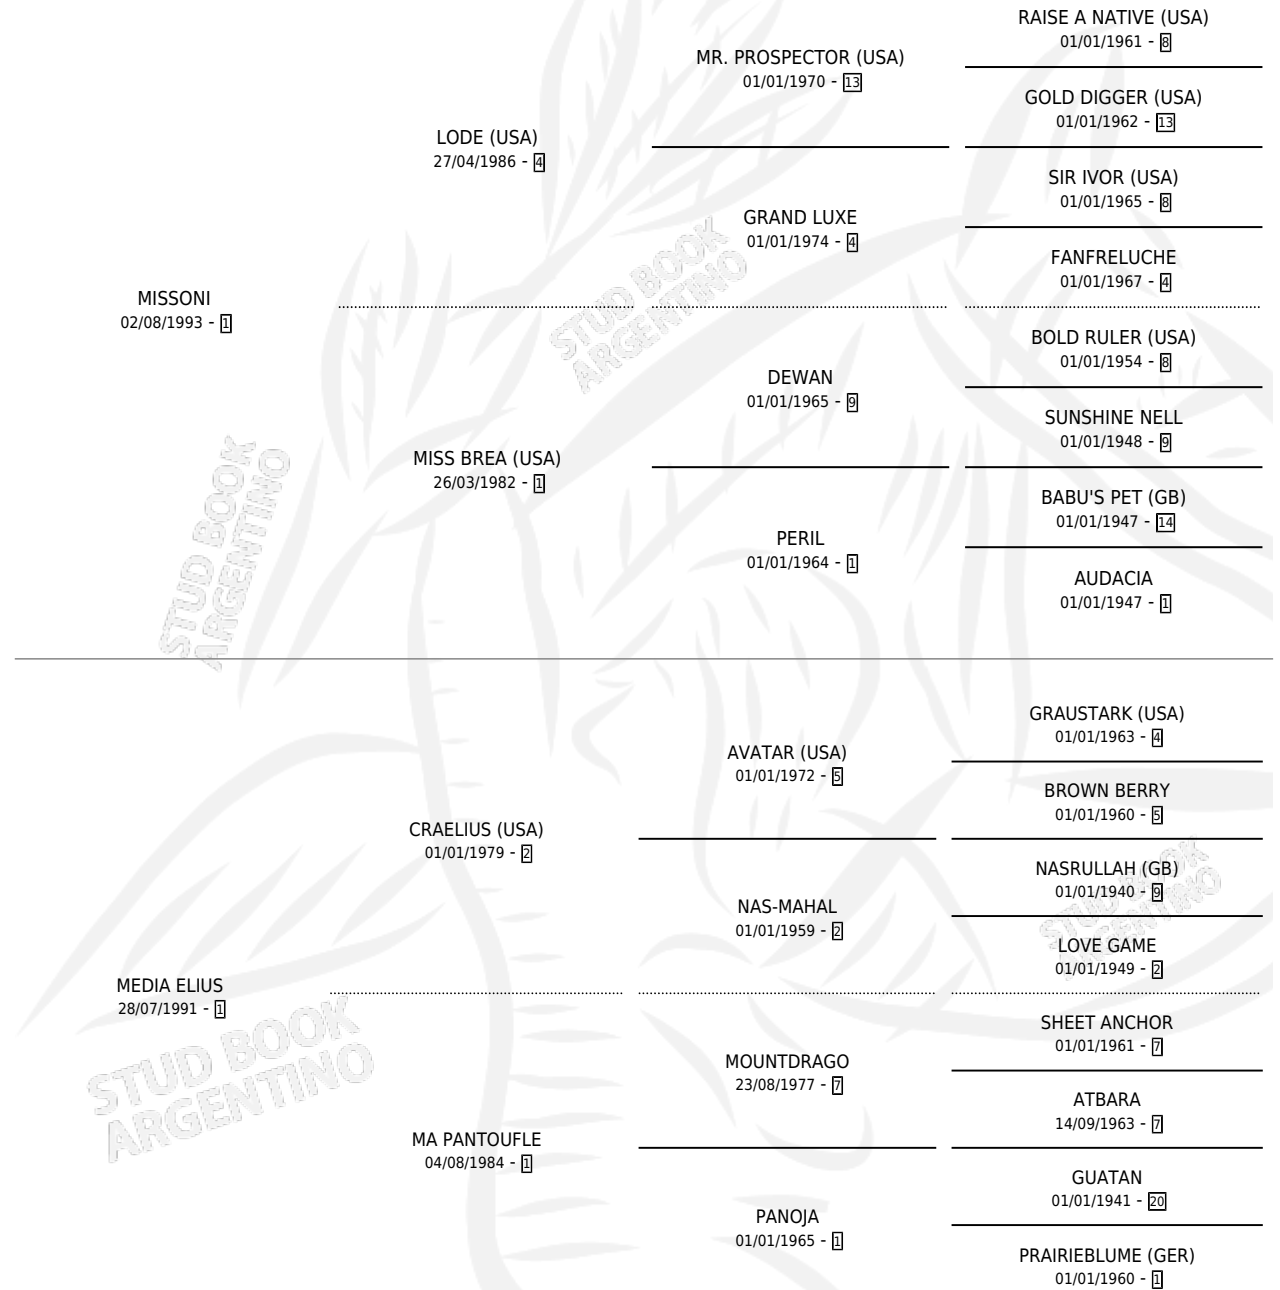 RAISE A NATIVE (USA)
01/01/1961 - 8
MR. PROSPECTOR (USA)
01/01/1970 - 13
GOLD DIGGER (USA)
01/01/1962 - 13
LODE (USA)
27/04/1986 - 4
SIR IVOR (USA)
01/01/1965 - 8
GRAND LUXE
01/01/1974 - 4
FANFRELUCHE
01/01/1967 - 4
MISSONI
02/08/1993 - 1
STUD BOOK
ARGENTINO
BOLD RULER (USA)
01/01/1954 - 8
DEWAN
01/01/1965 - 9
SUNSHINE NELL
01/01/1948 - 9
MISS BREA (USA)
26/03/1982 - 1
BABU'S PET (GB)
01/01/1947 - 14
PERIL
01/01/1964 - 1
AUDACIA
01/01/1947 - 1
STUD BOOK
ARGENTINO
GRAUSTARK (USA)
01/01/1963 - 4
AVATAR (USA)
01/01/1972 - 5
BROWN BERRY
01/01/1960 - 5
CRAELIUS (USA)
01/01/1979 - 2
NASRULLAH (GB)
01/01/1940 - 9
NAS-MAHAL
01/01/1959 - 2
STUD BOOK
ARGENTINO
LOVE GAME
01/01/1949 - 2
MEDIA ELIUS
28/07/1991 - 1
STUD BOOK
ARGENTINO
SHEET ANCHOR
01/01/1961 - 7
MOUNTDRAGO
23/08/1977 - 7
ATBARA
14/09/1963 - 7
MA PANTOUFLE
04/08/1984 - 1
GUATAN
01/01/1941 - 20
PANOJA
01/01/1965 - 1
PRAIRIEBLUME (GER)
01/01/1960 - 1